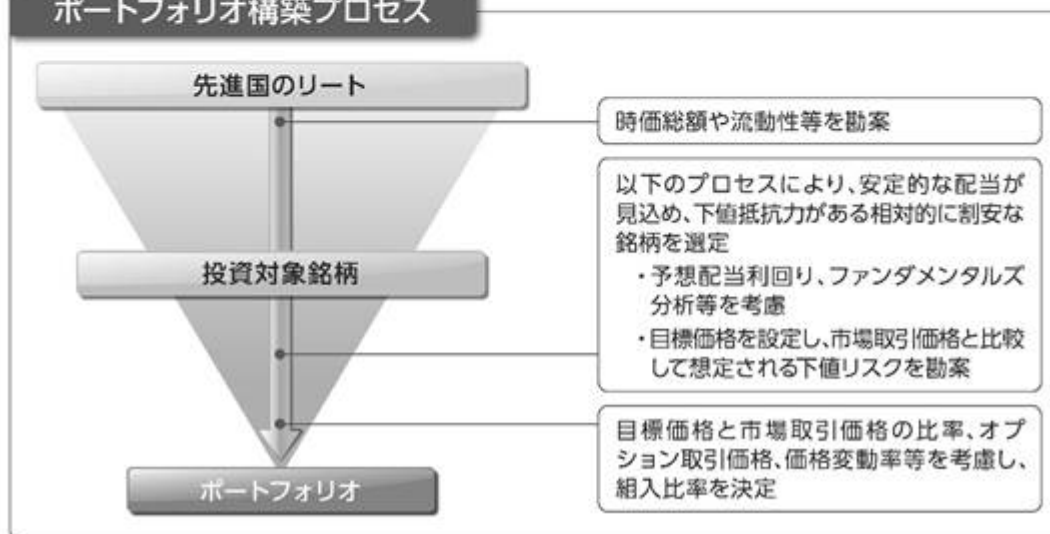 ポートフォリオ構築プロセス
先進国のリート
時価総額や流動性等を勘案
以下のプロセスにより、安定的な配当が
見込め、下値抵抗力がある相対的に割安な
銘柄を選定
・予想配当利回り、ファンダメンタルズ
分析等を考慮
・目標価格を設定し、市場取引価格と比較
して想定される下値リスクを勘案
投資対象銘柄
目標価格と市場取引価格の比率、オプ
ション取引価格、価格変動率等を考慮し、
組入比率を決定
ポートフォリオ